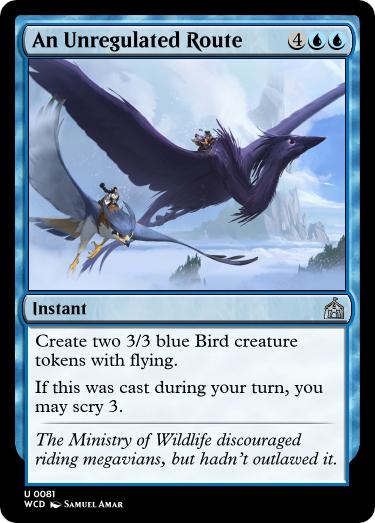 An Unregulated Route 4
Instant
Create two 3/3 blue Bird creature
tokens with flying.
If this was cast during your turn, you
may scry 3.
The Ministry of Wildlife discouraged
riding megavians, but hadn't outlawed it.
U 0081
WCD Samuel Amar